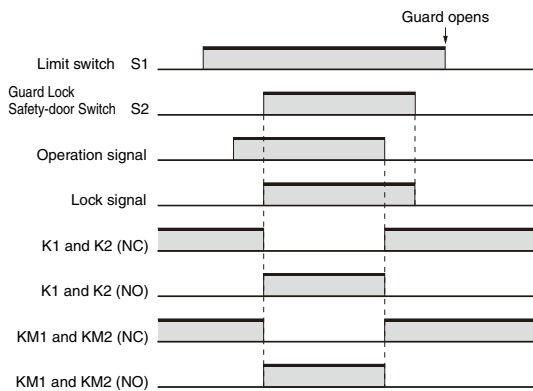 Guard opens
Limit switch S1
Guard Lock
Safety-door Switch S2
Operation signal
Lock signal
K1 and K2 (NC)
K1 and K2 (NO)
KM1 and KM2 (NC)
KM1 and KM2 (NO)